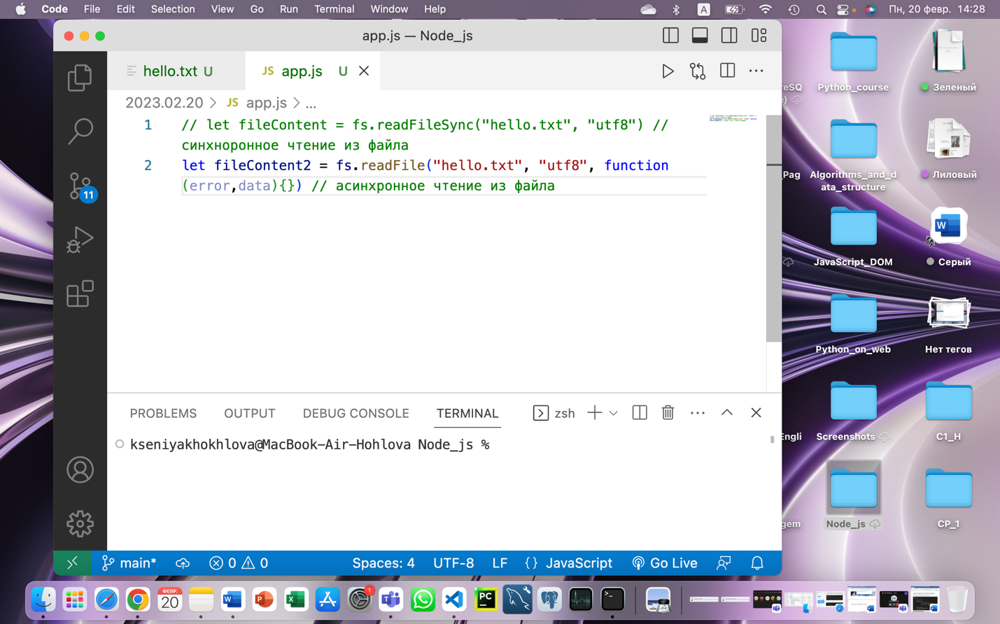 Code File Edit Selection View Go Run Terminal Window Help A Пн, 20 февр. 14:28
app.js — Node_js
hello.txt U JS app.js U
2023.02.20 > JS app.js > ...
1 // let fileContent = fs.readFileSync("hello.txt", "utf8") //
синхноронное чтение из файла
2 let fileContent2 = fs.readFile("hello.txt", "utf8", function
(error,data){}) // асинхронное чтение из файла
11
PROBLEMS OUTPUT DEBUG CONSOLE TERMINAL zsh
kseniyakhokhlova@MacBook-Air-Hohlova Node_js %
main* 0 0 Spaces: 4 UTF-8 LF {} JavaScript Go Live
eSQ Python_course Зеленый
)
Pag Algorithms_and_d
ata_structure Лиловый
W
JavaScript_DOM Серый
Python_on_web Нет тегов
Engli Screenshots C1_H
gem Node_js CP_1
ФЕВР.
20 W P X 1 PC